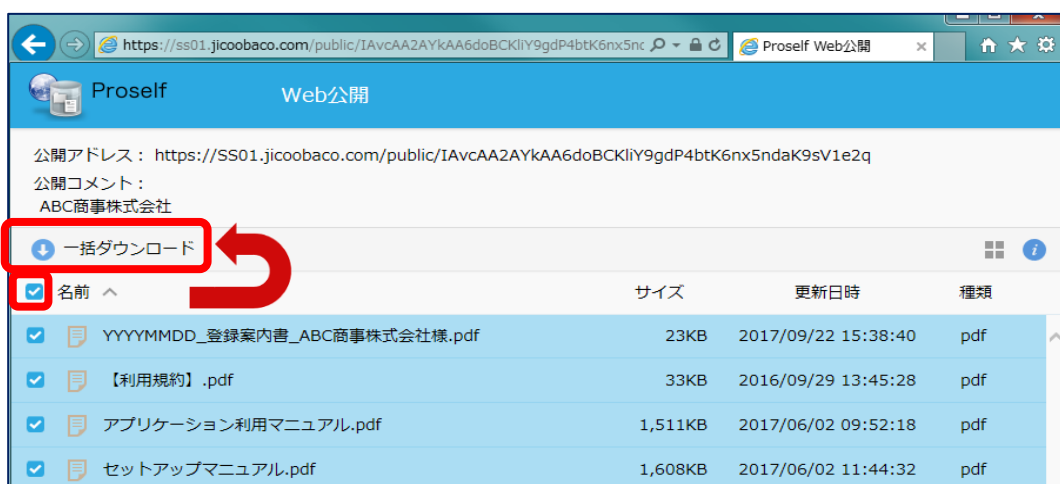 https://ss01.jicoobaco.com/public/IAvcAA2AYkAA6doBCKliY9gdP4btK6nx5nc
Proself Web公開
Proself Web公開
公開アドレス： https://SS01.jicoobaco.com/public/IAvcAA2AYkAA6doBCKliY9gdP4btK6nx5ndaK9sV1e2q
公開コメント：
ABC商事株式会社
一括ダウンロード
名前 サイズ 更新日時 種類
YYYYMMDD_登録案内書_ABC商事株式会社様.pdf 23KB 2017/09/22 15:38:40 pdf
【利用規約】.pdf 33KB 2016/09/29 13:45:28 pdf
アプリケーション利用マニュアル.pdf 1,511KB 2017/06/02 09:52:18 pdf
セットアップマニュアル.pdf 1,608KB 2017/06/02 11:44:32 pdf